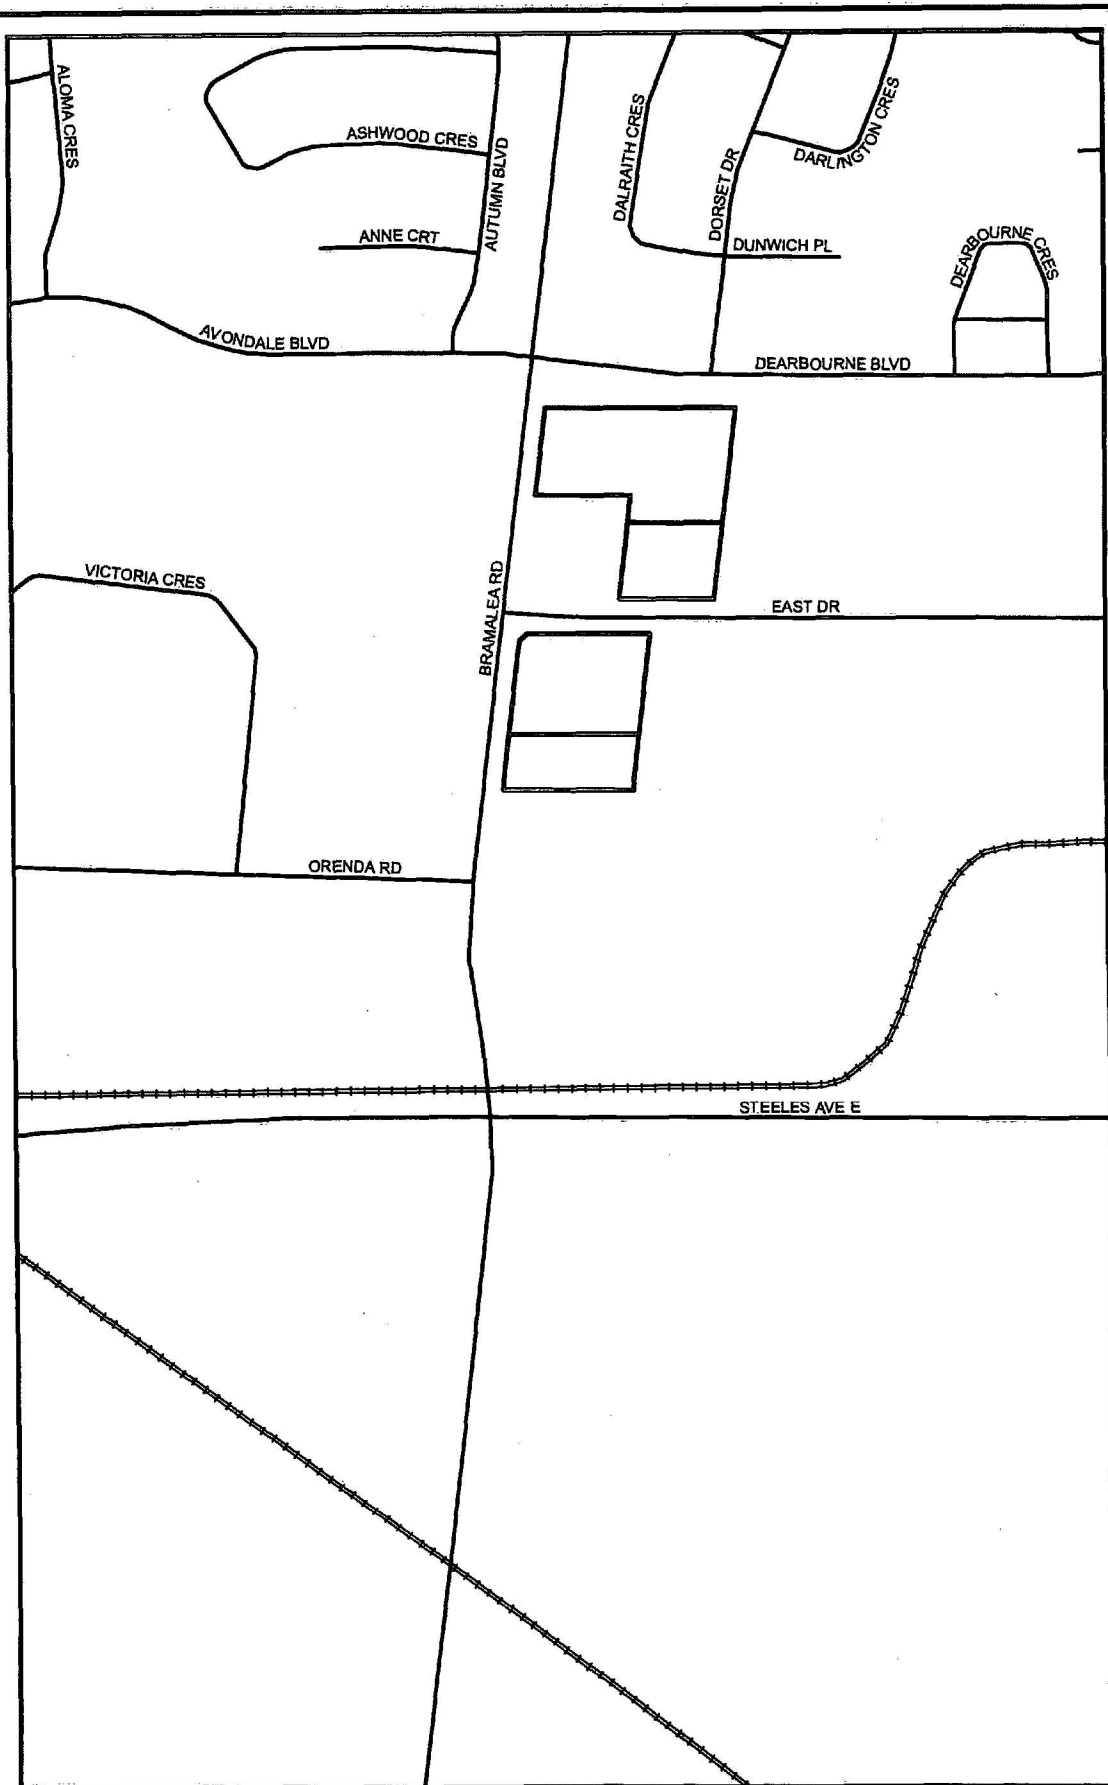 ALOMA CRES
ASHWOOD CRES
AUTUMN BLVD
ANNE CRT
AVONDALE BLVD
DALRAITH CRES
DORSET DR
DARLINGTON CRES
DUNWICH PL
DEARBOURNE CRES
DEARBOURNE BLVD
VICTORIA CRES
BRAMALEA RD
EAST DR
ORENDA RD
STEELES AVE E